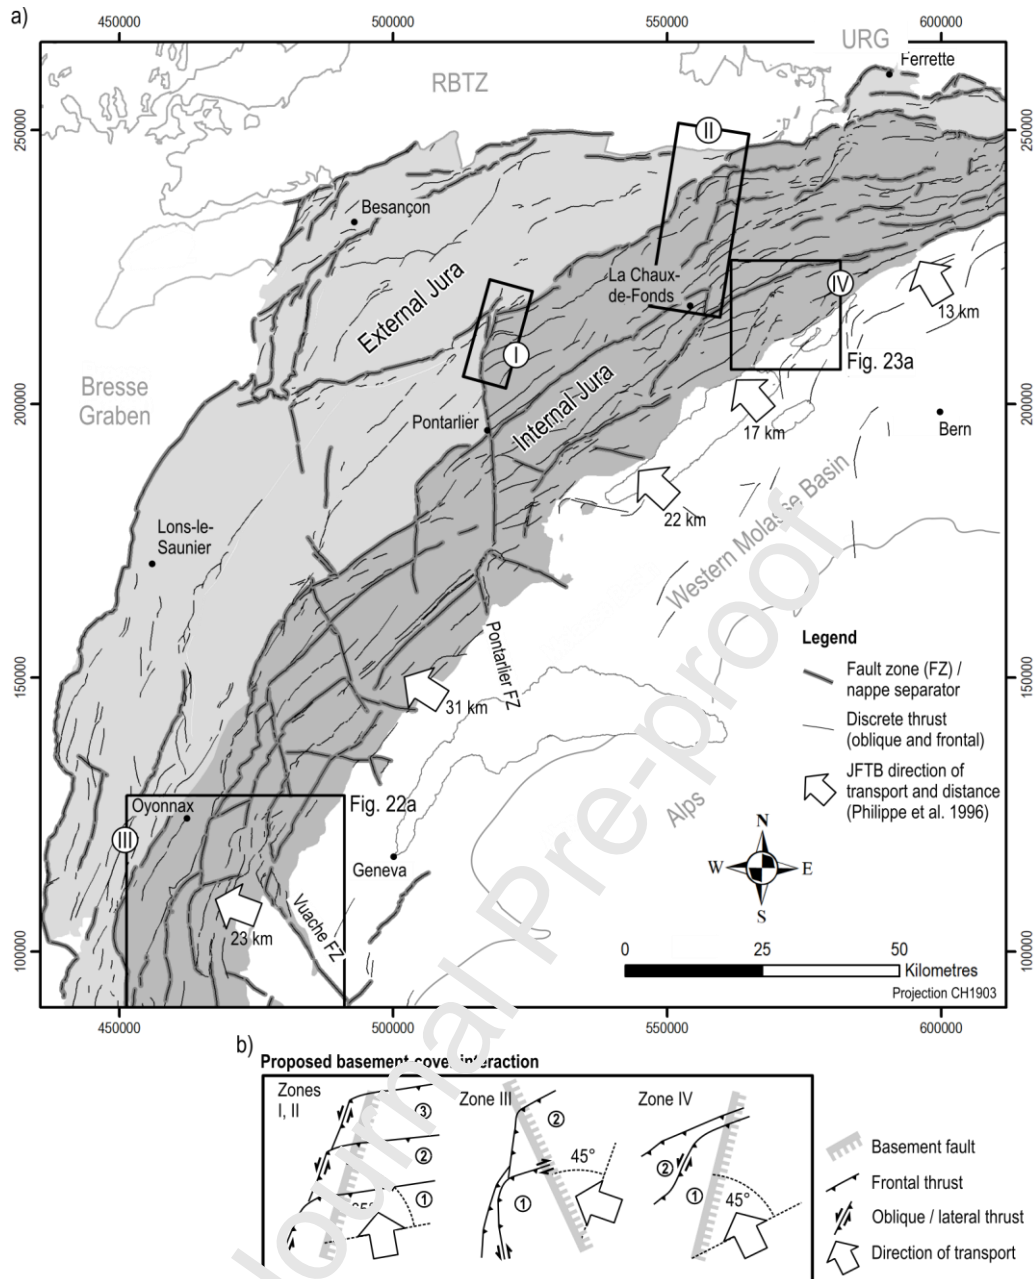 a)
450000
500000
550000
600000
URG
Ferrette
RBTZ
II
250000
250000
Besançon
External Jura
La Chaux-
de-Fonds
IV
13 km
I
Fig. 23a
Bresse
Graben
200000
200000
Internal Jura
Pontarlier
17 km
Bern
22 km
Lons-le-
Saunier
Western Molasse Basin
Pontarlier FZ
Legend
Fault zone (FZ) /
nappe separator
150000
150000
31 km
Discrete thrust
(oblique and frontal)
JFTB direction of
transport and distance
(Philippe et al. 1996)
Oyonnax
Fig. 22a
Alps
III
Geneva
N
W
E
S
Vuache FZ
23 km
100000
100000
0
25
50
Kilometres
Projection CH1903
450000
500000
550000
600000
Journal Pre-proof
b)
Proposed basement cover interaction
Zones
I, II
Zone III
Zone IV
3
2
1
2
45°
1
2
1
45°
Basement fault
Frontal thrust
Oblique / lateral thrust
Direction of transport